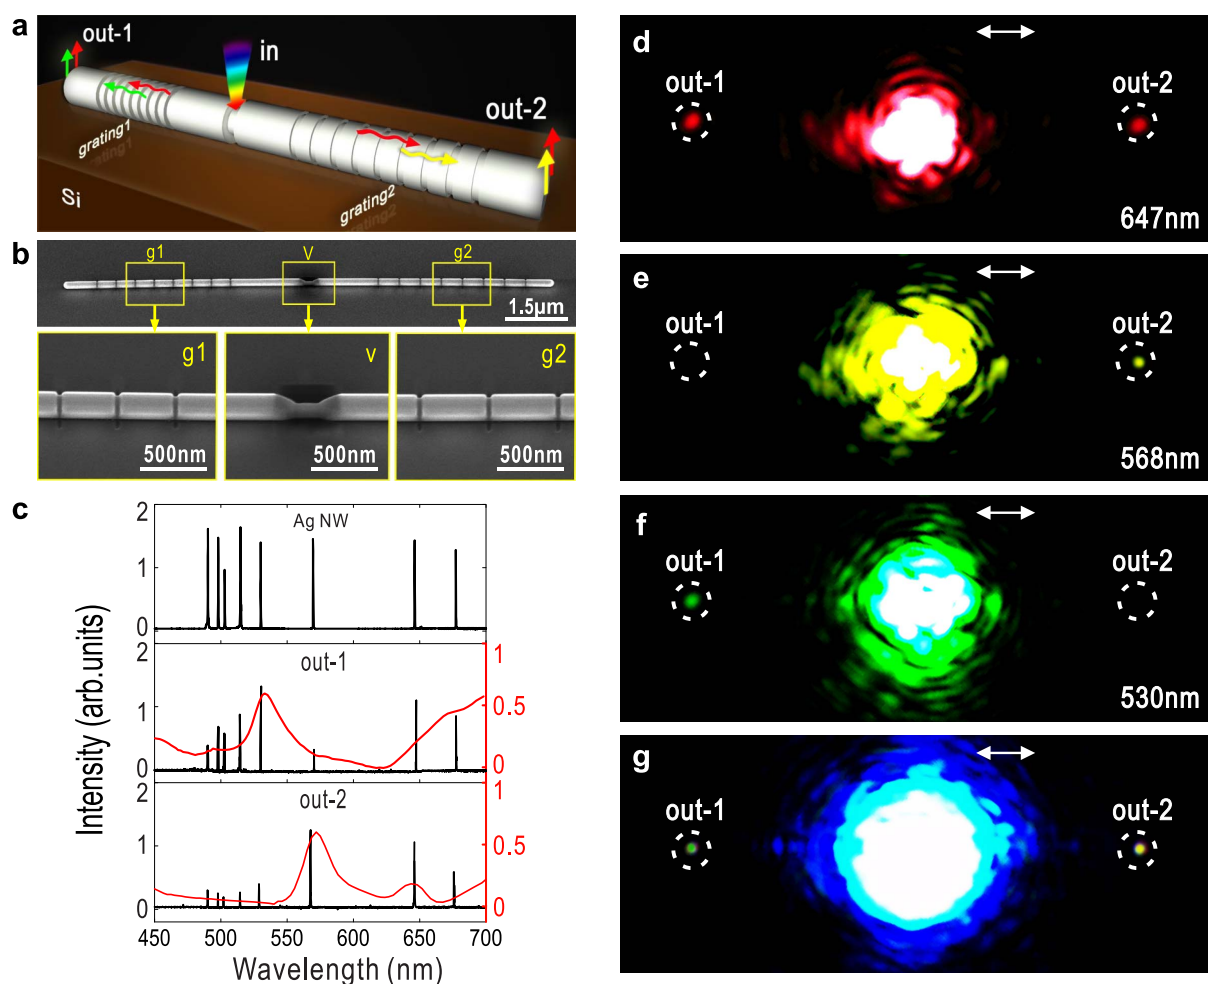 a
out-1
in
out-2
grating1
grating2
Si
b
g1
V
g2
1.5μm
g1
v
g2
500nm
500nm
500nm
c
Ag NW
out-1
out-2
Intensity (arb.units)
2
1
0
2
1
0
2
1
0
1
0.5
0
1
0.5
0
450 500 550 600 650 700
Wavelength (nm)
d
out-1
out-2
647nm
e
out-1
out-2
568nm
f
out-1
out-2
530nm
g
out-1
out-2